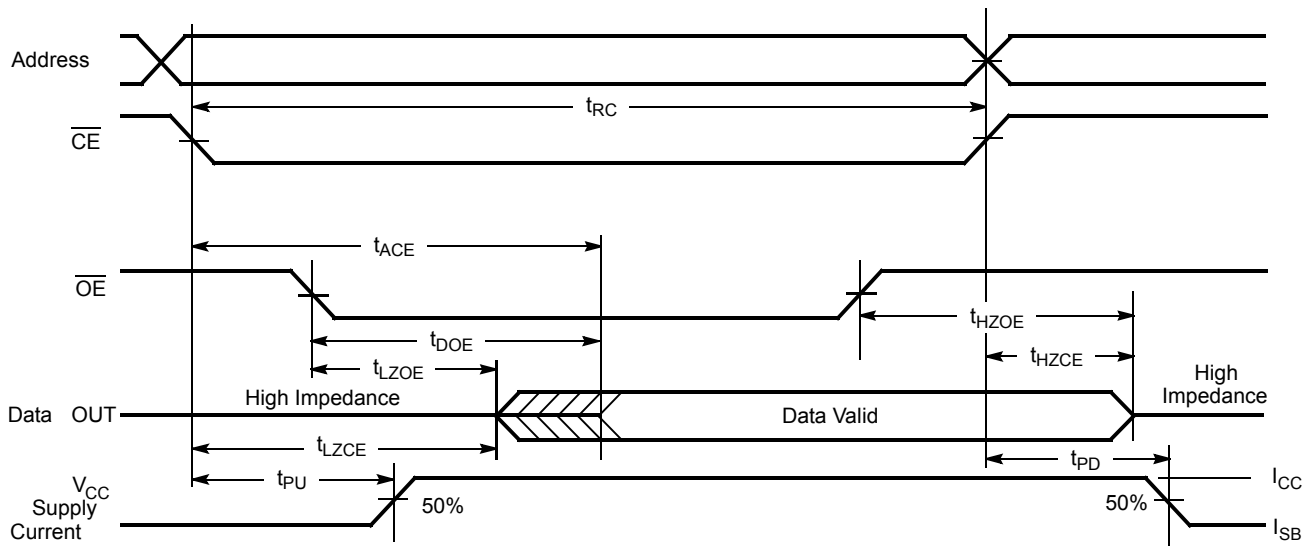 Address
tRC
CE
tACE
OE
tHZOE
tDOE
tHZCE
tLZOE
High Impedance
High
Impedance
Data OUT
Data Valid
tLZCE
tPD
tPU
VCC
Supply
Current
50%
50%
ICC
ISB